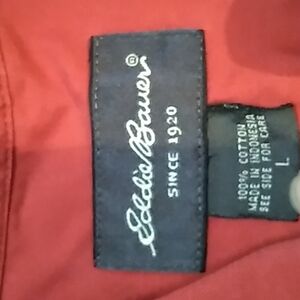 Eddie Bauer®
SINCE 1920
100% COTTON
MADE IN INDONESIA
SEE SIDE FOR CARE
L